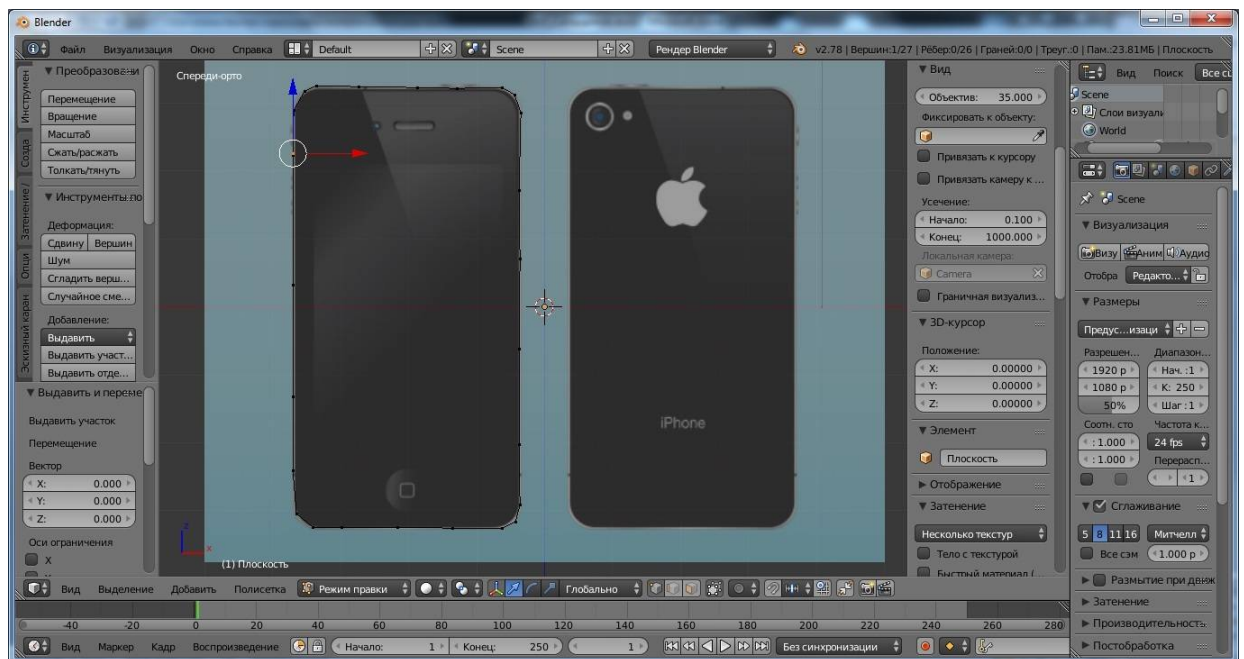 Blender
Файл Визуализация Окно Справка Default Scene Рендер Blender v2.78 | Вершин:1/27 | Рёбер:0/26 | Граней:0/0 | Треуг.:0 | Пам.:23.81МБ | Плоскость
Инструмен
Созда
Затенение /
Опци
Эскизный каран
Преобразовани
Перемещение
Вращение
Масштаб
Сжать/расжать
Толкать/тянуть
Инструменты по
Деформация:
Сдвину Вершин
Шум
Сгладить верш...
Случайное сме...
Добавление:
Выдавить
Выдавить участ...
Выдавить отде...
Выдавить и переме
Выдавить участок
Перемещение
Вектор
X: 0.000
Y: 0.000
Z: 0.000
Оси ограничения
X
Спереди-орто
iPhone
z
x
(1) Плоскость
Вид
Объектив: 35.000
Фиксировать к объекту:
Привязать к курсору
Привязать камеру к ...
Усечение:
Начало: 0.100
Конец: 1000.000
Локальная камера:
Camera
Граничная визуализ...
3D-курсор
Положение:
X: 0.00000
Y: 0.00000
Z: 0.00000
Элемент
Плоскость
Отображение
Затенение
Несколько текстур
Тело с текстурой
Быстрый материал (
Вид Поиск Все сц
Scene
Слои визуали
World
Scene
Визуализация
Визу Аним Аудио
Отобра Редакто...
Размеры
Предус...изаци
Разрешен... Диапазон...
1920 p Нач. :1
1080 p К: 250
50% Шаг :1
Соотн. сто Частота к...
: 1.000 24 fps
: 1.000 Перерасп...
1
Сглаживание
5 8 11 16 Митчелл
Все сэм 1.000 p
Размытие при движ
Затенение
Производительность
Постобработка
Вид Выделение Добавить Полисетка Режим правки Глобально
-40 -20 0 20 40 60 80 100 120 140 160 180 200 220 240 260 280
Вид Маркер Кадр Воспроизведение Начало: 1 Конец: 250 1 Без синхронизации